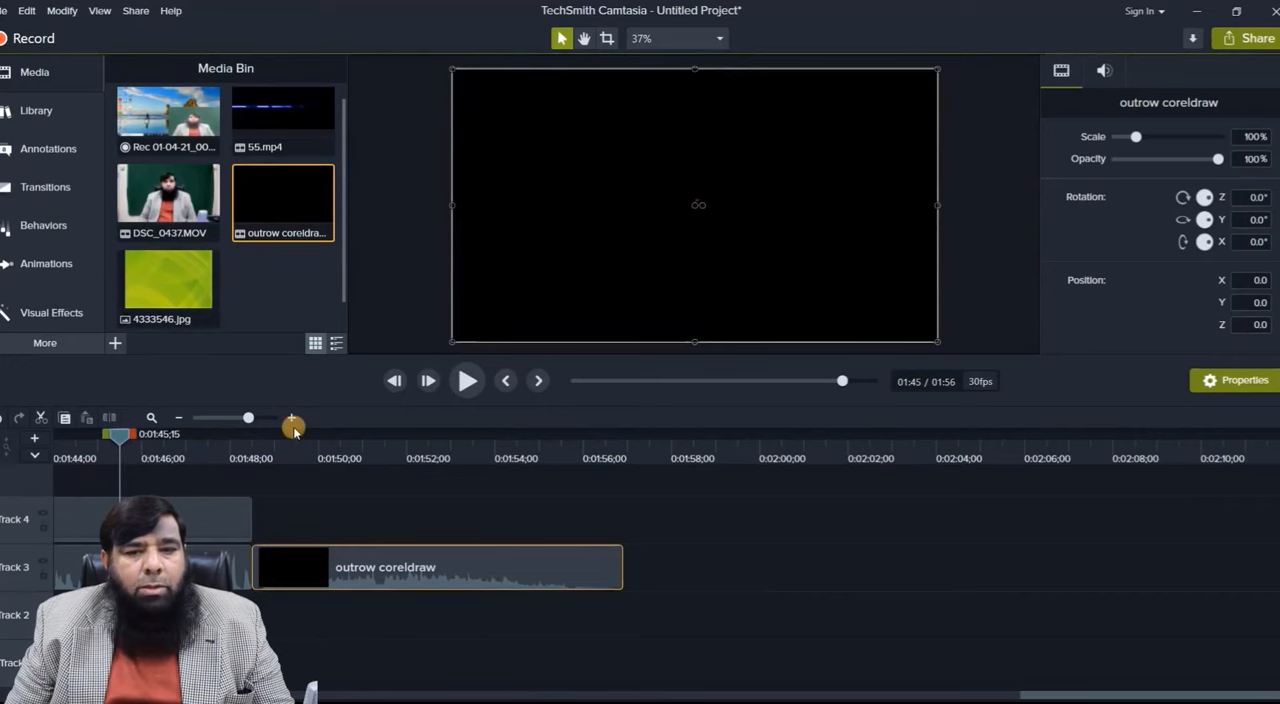 Edit Modify View Share Help
TechSmith Camtasia - Untitled Project*
Sign In
Record
37%
Share
Media
Media Bin
Library
Annotations
Transitions
Behaviors
Animations
Visual Effects
More
Rec 01-04-21_00...
55.mp4
DSC_0437.MOV
outrow coreldra...
4333546.jpg
outrow coreldraw
Scale 100%
Opacity 100%
Rotation: Z 0.0°
Y 0.0°
X 0.0°
Position: X 0.0
Y 0.0
Z 0.0
01:45 / 01:56 30fps
Properties
0:01:45;15
0:01:44;00 0:01:46;00 0:01:48;00 0:01:50;00 0:01:52;00 0:01:54;00 0:01:56;00 0:01:58;00 0:02:00;00 0:02:02;00 0:02:04;00 0:02:06;00 0:02:08;00 0:02:10;00
Track 4
Track 3
outrow coreldraw
Track 2